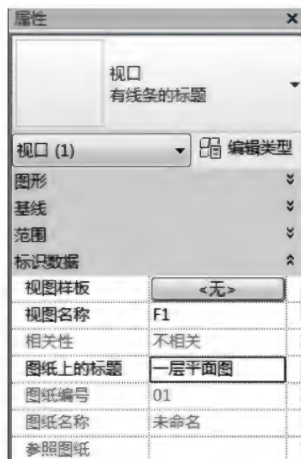 属性
视口
有线条的标题
视口 (1)
编辑类型
图形
基线
范围
标识数据
视图样板 <无>
视图名称 F1
相关性 不相关
图纸上的标题 一层平面图
图纸编号 01
图纸名称 未命名
参照图纸